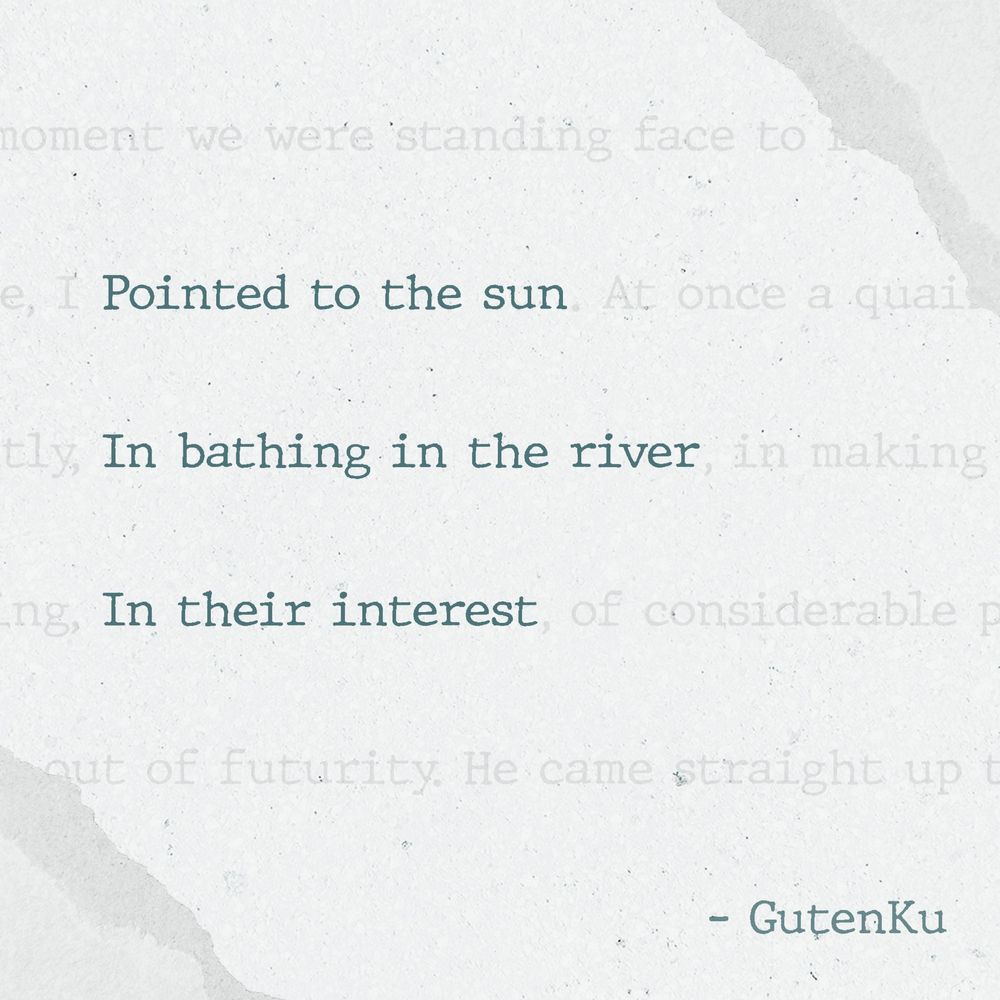 moment we were standing face to
e, I Pointed to the sun. At once a quai
tly, In bathing in the river, in making
ing, In their interest, of considerable p
out of futurity. He came straight up t
- GutenKu